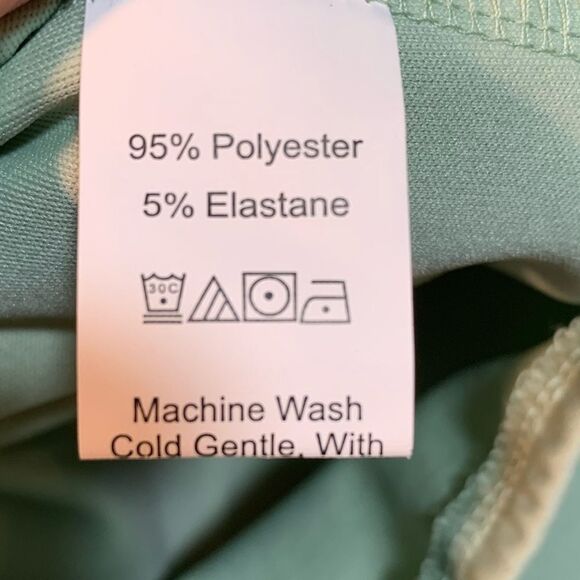 95% Polyester
5% Elastane
30C
Machine Wash
Cold Gentle, With